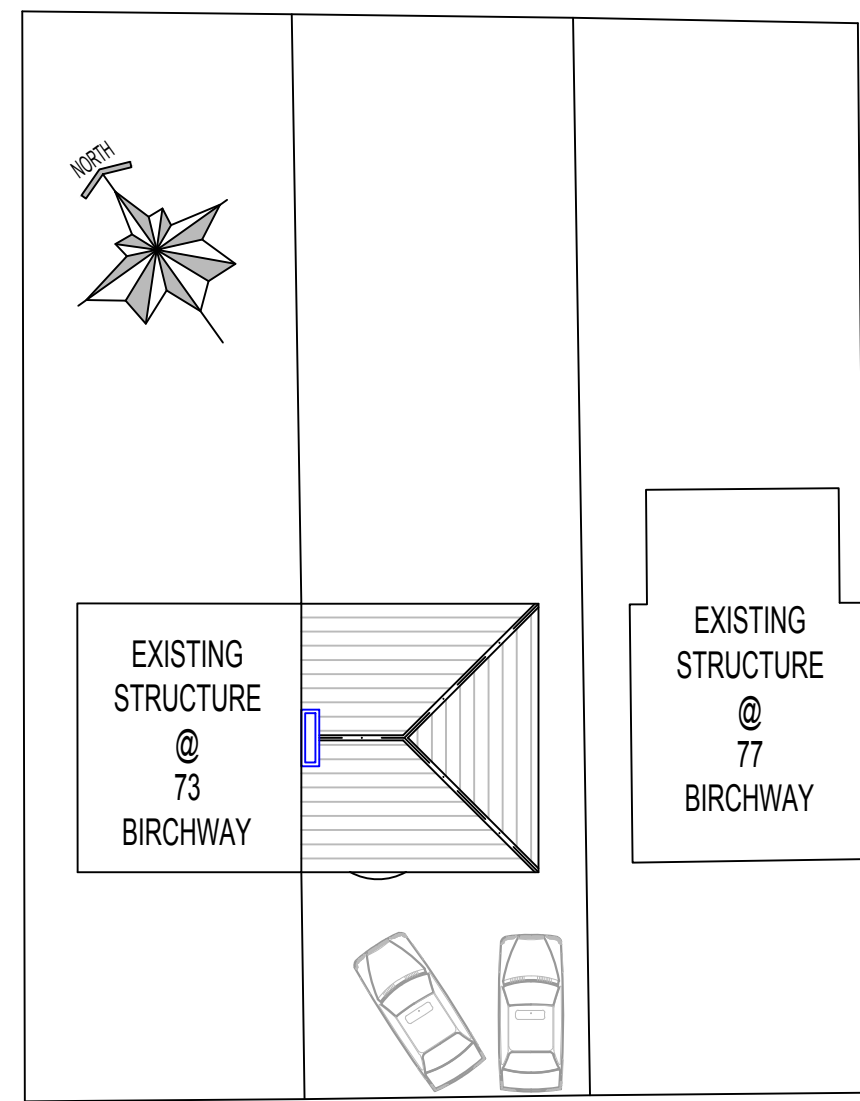 NORTH
EXISTING
STRUCTURE
@
73
BIRCHWAY
EXISTING
STRUCTURE
@
77
BIRCHWAY